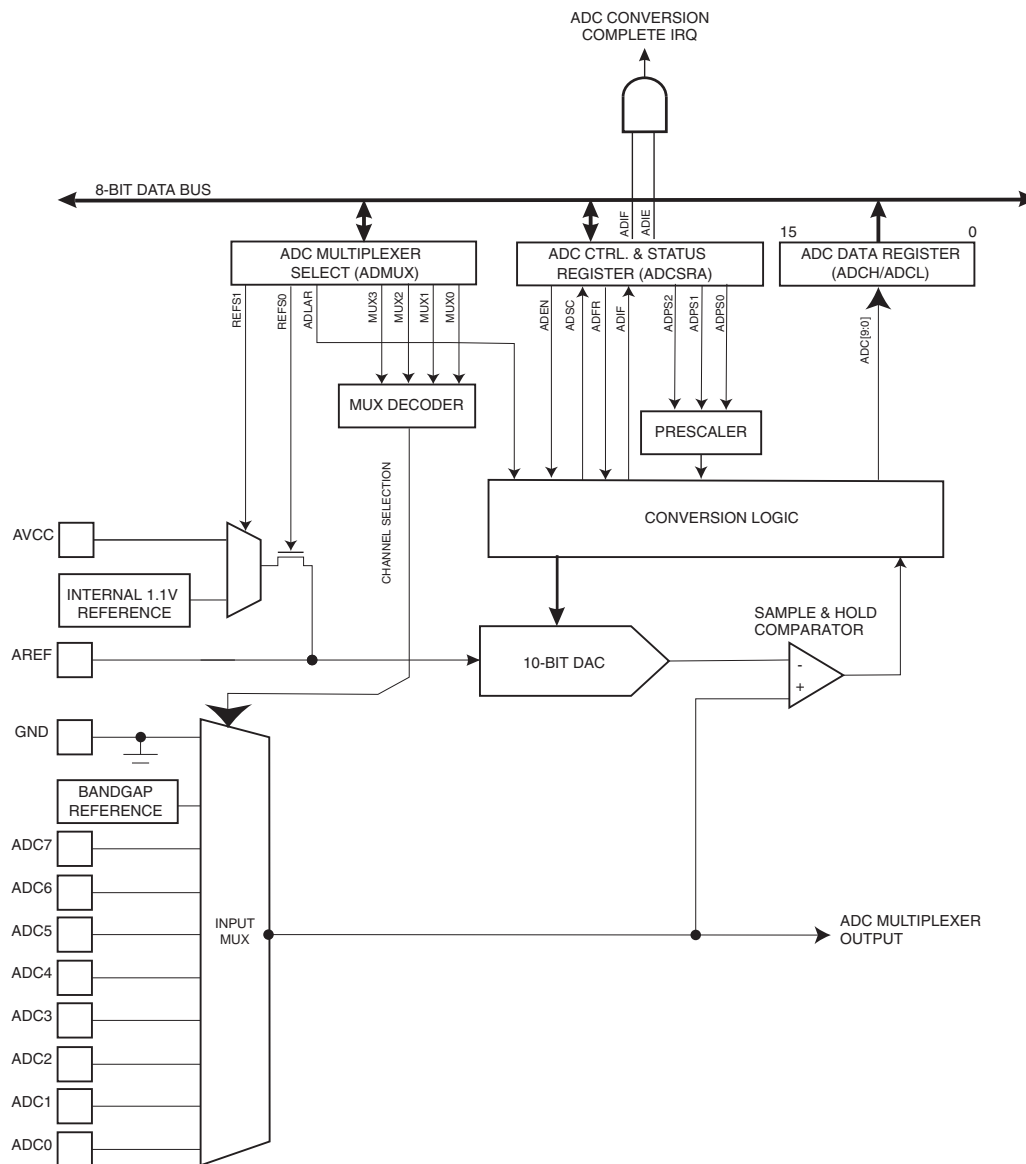 ADC CONVERSION
COMPLETE IRQ
8-BIT DATA BUS
ADIF
ADIE
15
0
ADC MULTIPLEXER
SELECT (ADMUX)
ADC CTRL. & STATUS
REGISTER (ADCSRA)
ADC DATA REGISTER
(ADCH/ADCL)
REFS1
REFS0
ADLAR
MUX3
MUX2
MUX1
MUX0
ADEN
ADSC
ADFR
ADIF
ADPS2
ADPS1
ADPS0
ADC[9:0]
MUX DECODER
PRESCALER
CHANNEL SELECTION
CONVERSION LOGIC
AVCC
INTERNAL 1.1V
REFERENCE
SAMPLE & HOLD
COMPARATOR
AREF
10-BIT DAC
-
+
GND
BANDGAP
REFERENCE
ADC7
ADC6
ADC5
INPUT
MUX
ADC MULTIPLEXER
OUTPUT
ADC4
ADC3
ADC2
ADC1
ADC0